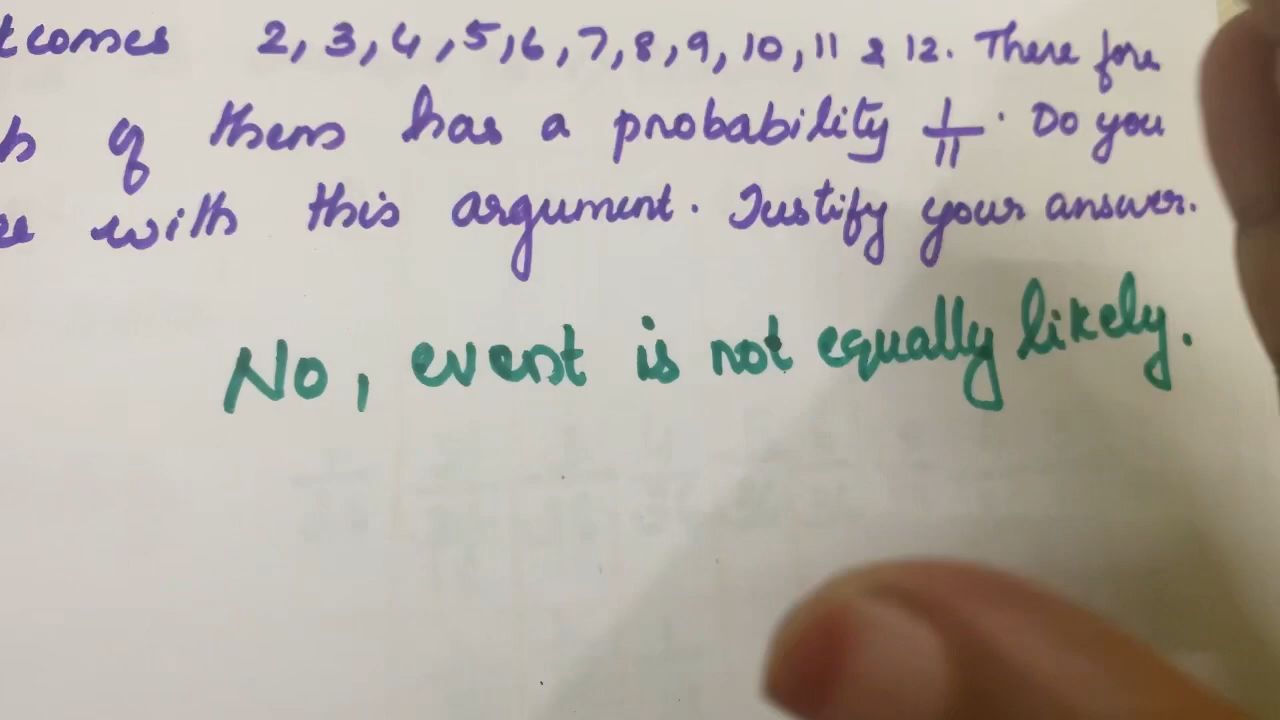 tcomes 2, 3, 4, 5, 6, 7, 8, 9, 10, 11 & 12. There fore
h of them has a probability 1/11. Do you
ee with this argument. Justify your answer.
No, event is not equally likely.